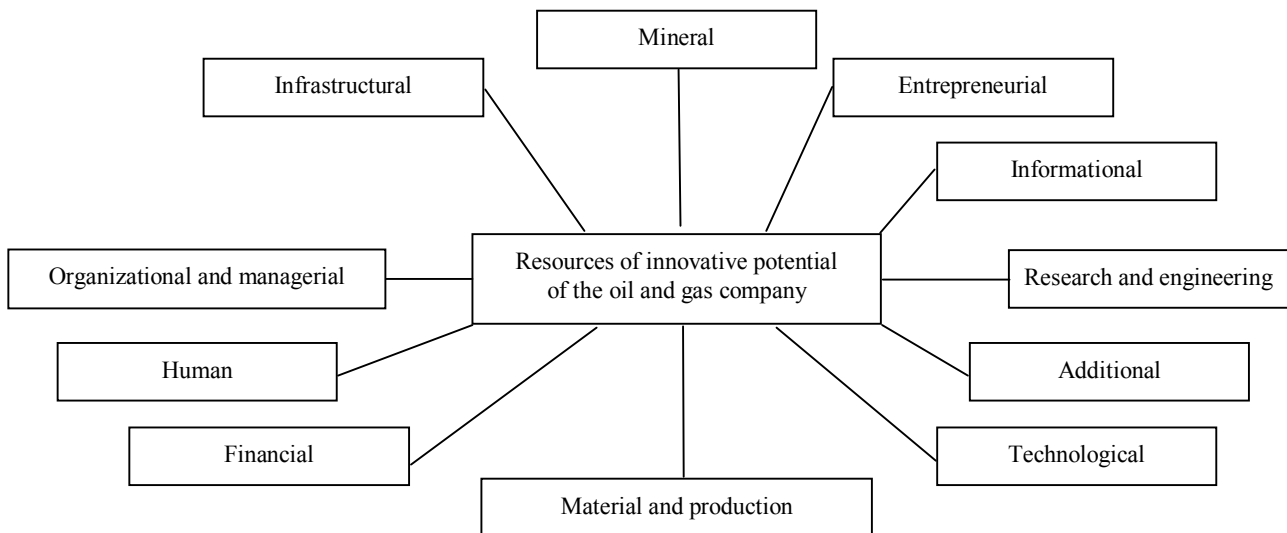 Mineral
Infrastructural
Entrepreneurial
Informational
Organizational and managerial
Resources of innovative potential
of the oil and gas company
Research and engineering
Human
Additional
Financial
Technological
Material and production